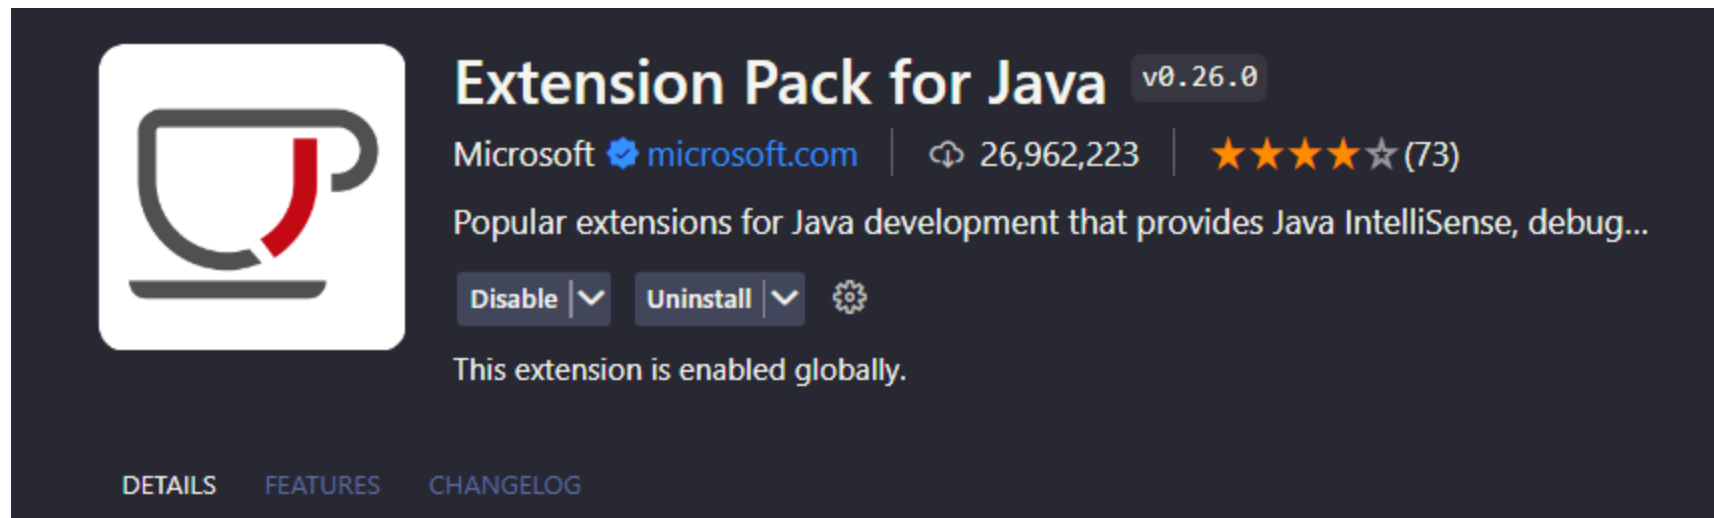 Extension Pack for Java v0.26.0
Microsoft microsoft.com 26,962,223 (73)
Popular extensions for Java development that provides Java IntelliSense, debug...
Disable Uninstall
This extension is enabled globally.
DETAILS FEATURES CHANGELOG